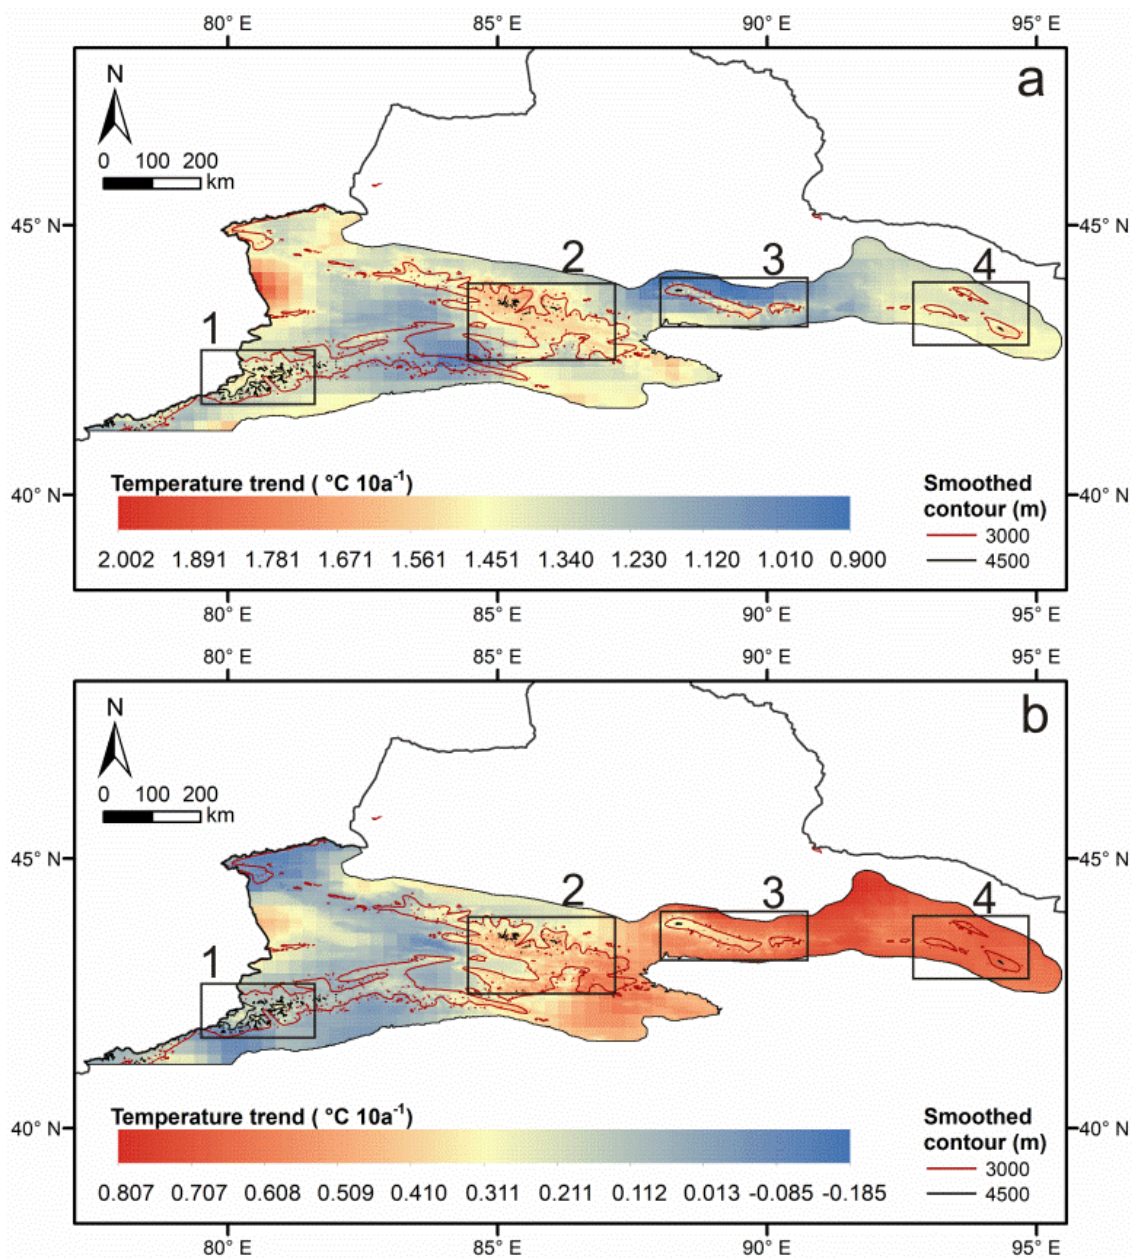 80° E 85° E 90° E 95° E
a
N
0 100 200
km
45° N 45° N
2 3 4
1
Temperature trend ( °C 10a⁻¹)
2.002 1.891 1.781 1.671 1.561 1.451 1.340 1.230 1.120 1.010 0.900
Smoothed
contour (m)
3000
4500
40° N 40° N
80° E 85° E 90° E 95° E
80° E 85° E 90° E 95° E
b
N
0 100 200
km
45° N 45° N
2 3 4
1
Temperature trend ( °C 10a⁻¹)
0.807 0.707 0.608 0.509 0.410 0.311 0.211 0.112 0.013 -0.085 -0.185
Smoothed
contour (m)
3000
4500
40° N 40° N
80° E 85° E 90° E 95° E